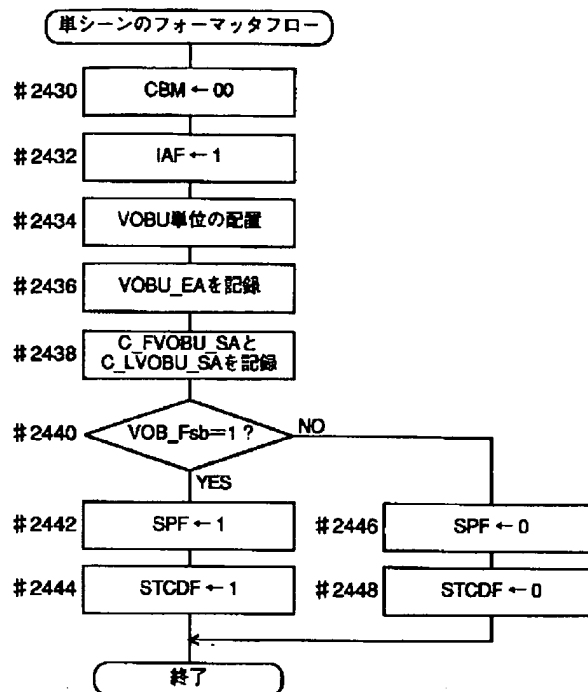 単シーンのフォーマッタフロー
#2430
CBM ← 00
#2432
IAF ← 1
#2434
VOBU単位の配置
#2436
VOBU_EAを記録
#2438
C_FVOBU_SAと
C_LVOBU_SAを記録
#2440
VOB_Fsb=1?
NO
YES
#2442
SPF ← 1
#2446
SPF ← 0
#2444
STCDF ← 1
#2448
STCDF ← 0
終了